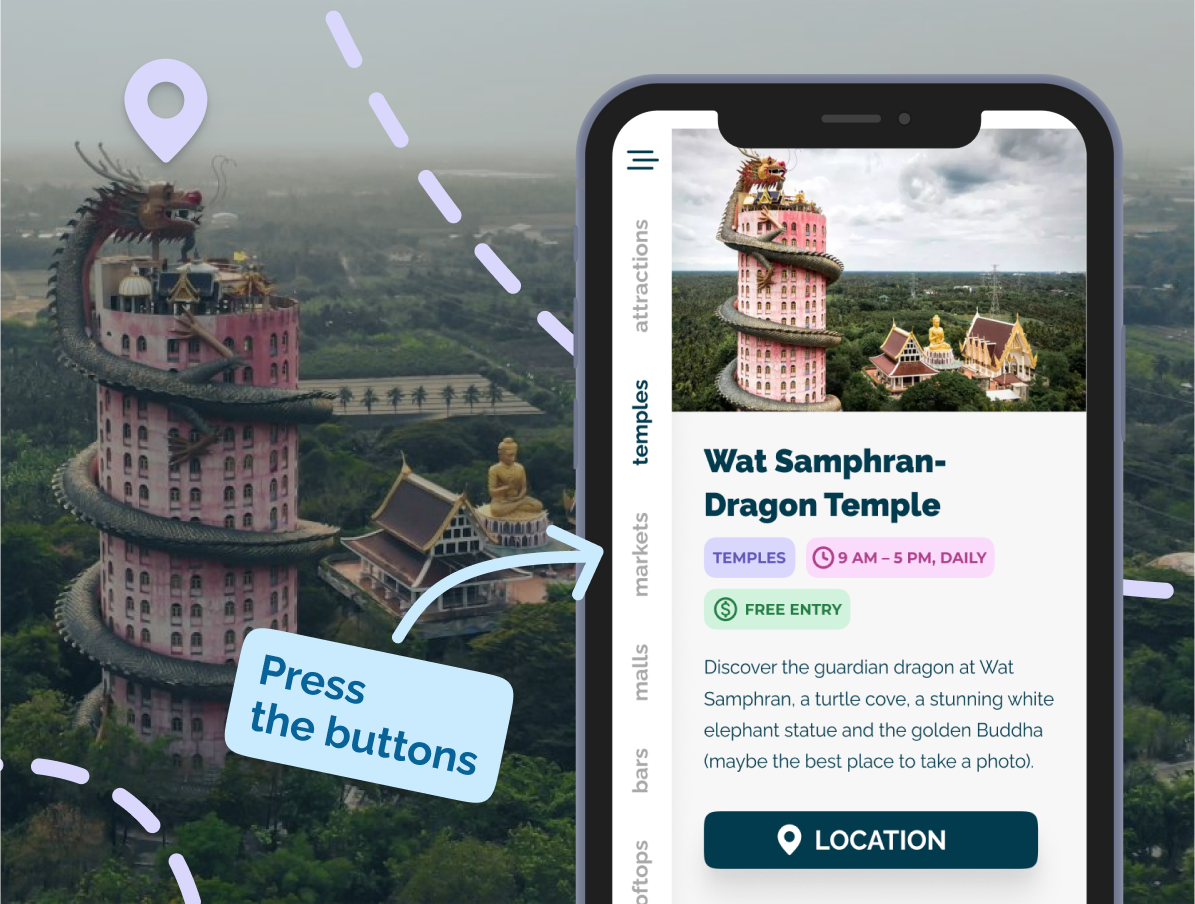 attractions
temples
markets
malls
bars
Wat Samphran-
Dragon Temple
TEMPLES
9 AM – 5 PM, DAILY
FREE ENTRY
Discover the guardian dragon at Wat
Samphran, a turtle cove, a stunning white
elephant statue and the golden Buddha
(maybe the best place to take a photo).
LOCATION
Press
the buttons